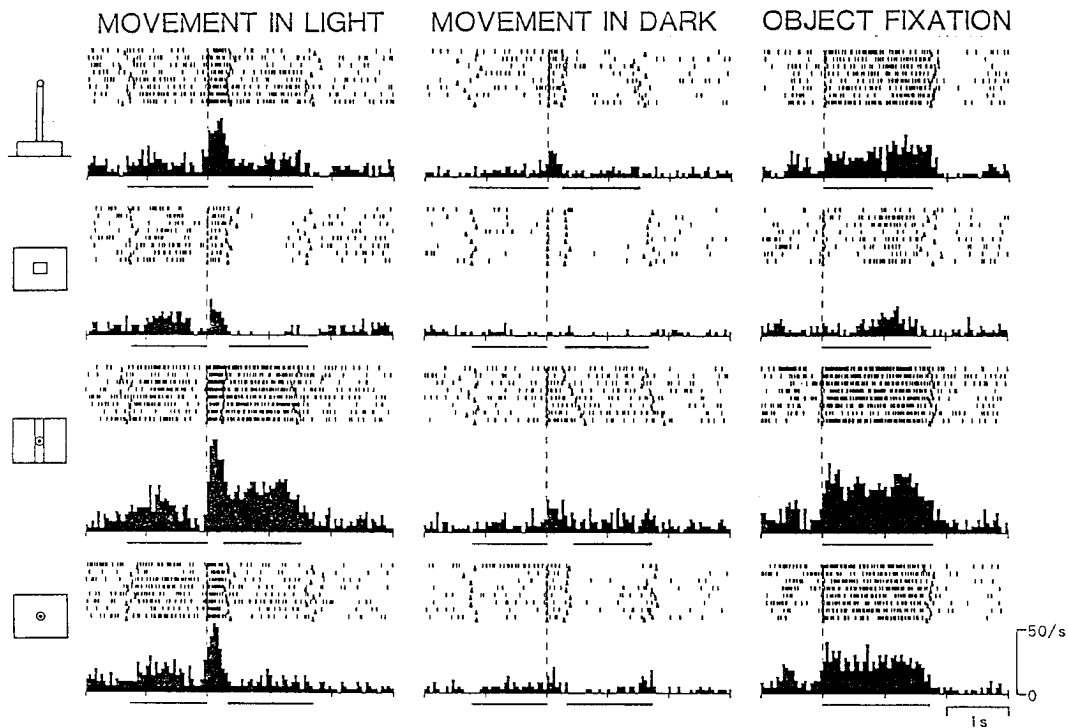 MOVEMENT IN LIGHT
MOVEMENT IN DARK
OBJECT FIXATION
50/s
0
1s